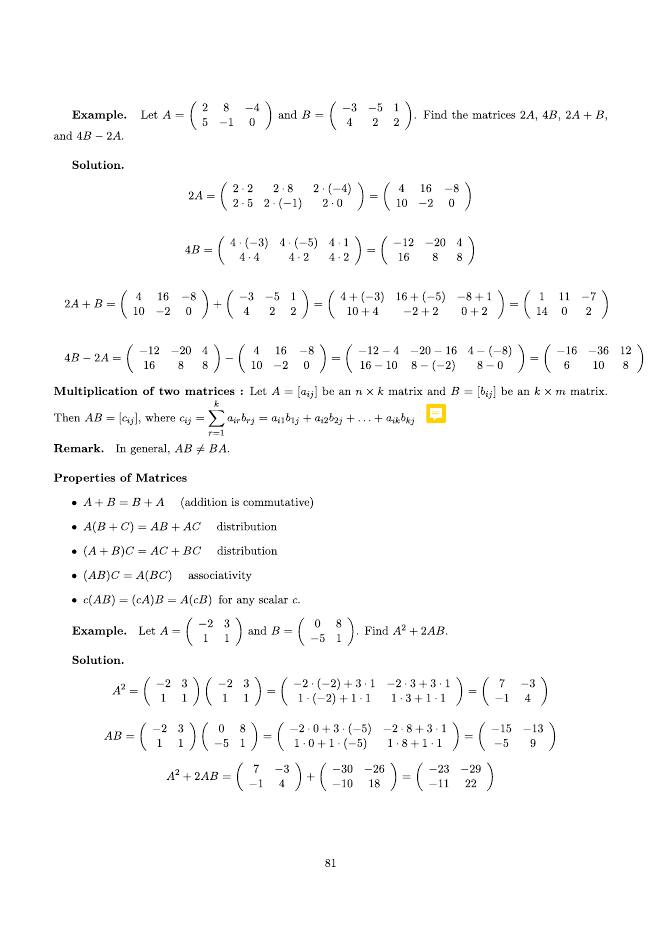 Example. Let A = ( 2 8 −4 ; 5 −1 0 ) and B = ( −3 −5 1 ; 4 2 2 ). Find the matrices 2A, 4B, 2A + B,
and 4B − 2A.
Solution.
2A = ( 2·2 2·8 2·(−4) ; 2·5 2·(−1) 2·0 ) = ( 4 16 −8 ; 10 −2 0 )
4B = ( 4·(−3) 4·(−5) 4·1 ; 4·4 4·2 4·2 ) = ( −12 −20 4 ; 16 8 8 )
2A + B = ( 4 16 −8 ; 10 −2 0 ) + ( −3 −5 1 ; 4 2 2 ) = ( 4 + (−3) 16 + (−5) −8 + 1 ; 10 + 4 −2 + 2 0 + 2 ) = ( 1 11 −7 ; 14 0 2 )
4B − 2A = ( −12 −20 4 ; 16 8 8 ) − ( 4 16 −8 ; 10 −2 0 ) = ( −12 − 4 −20 − 16 4 − (−8) ; 16 − 10 8 − (−2) 8 − 0 ) = ( −16 −36 12 ; 6 10 8 )
Multiplication of two matrices : Let A = [a_ij] be an n × k matrix and B = [b_ij] be an k × m matrix.
Then AB = [c_ij], where c_ij = ∑_{r=1}^{k} a_ir b_rj = a_i1 b_1j + a_i2 b_2j + . . . + a_ik b_kj
Remark. In general, AB ≠ BA.
Properties of Matrices
• A + B = B + A (addition is commutative)
• A(B + C) = AB + AC distribution
• (A + B)C = AC + BC distribution
• (AB)C = A(BC) associativity
• c(AB) = (cA)B = A(cB) for any scalar c.
Example. Let A = ( −2 3 ; 1 1 ) and B = ( 0 8 ; −5 1 ). Find A² + 2AB.
Solution.
A² = ( −2 3 ; 1 1 ) ( −2 3 ; 1 1 ) = ( −2·(−2) + 3·1 −2·3 + 3·1 ; 1·(−2) + 1·1 1·3 + 1·1 ) = ( 7 −3 ; −1 4 )
AB = ( −2 3 ; 1 1 ) ( 0 8 ; −5 1 ) = ( −2·0 + 3·(−5) −2·8 + 3·1 ; 1·0 + 1·(−5) 1·8 + 1·1 ) = ( −15 −13 ; −5 9 )
A² + 2AB = ( 7 −3 ; −1 4 ) + ( −30 −26 ; −10 18 ) = ( −23 −29 ; −11 22 )
81